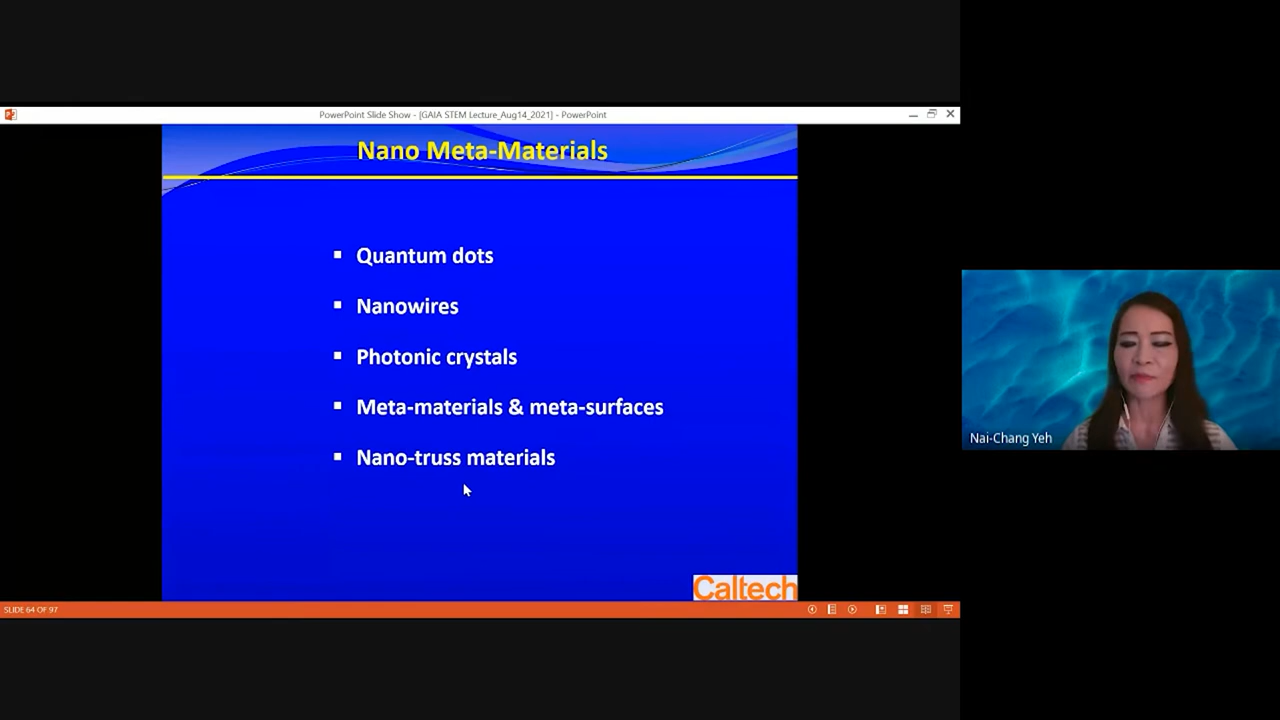 PowerPoint Slide Show - [GAIA STEM Lecture_Aug14_2021] - PowerPoint
Nano Meta-Materials
Quantum dots
Nanowires
Photonic crystals
Meta-materials & meta-surfaces
Nano-truss materials
Caltech
SLIDE 64 OF 97
Nai-Chang Yeh